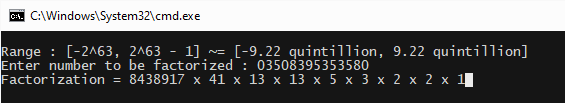 C:\Windows\System32\cmd.exe
Range : [-2^63, 2^63 - 1] ~= [-9.22 quintillion, 9.22 quintillion]
Enter number to be factorized : 03508395353580
Factorization = 8438917 x 41 x 13 x 13 x 5 x 3 x 2 x 2 x 1